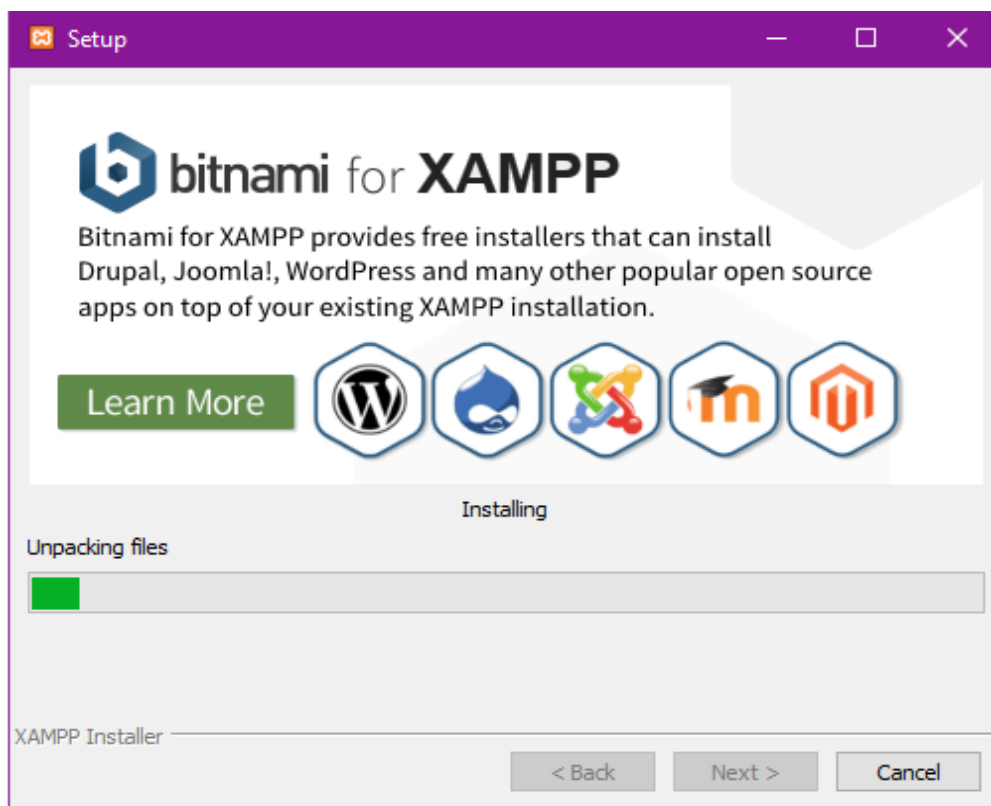 Setup
bitnami for XAMPP
Bitnami for XAMPP provides free installers that can install
Drupal, Joomla!, WordPress and many other popular open source
apps on top of your existing XAMPP installation.
Learn More
Installing
Unpacking files
XAMPP Installer
< Back Next > Cancel